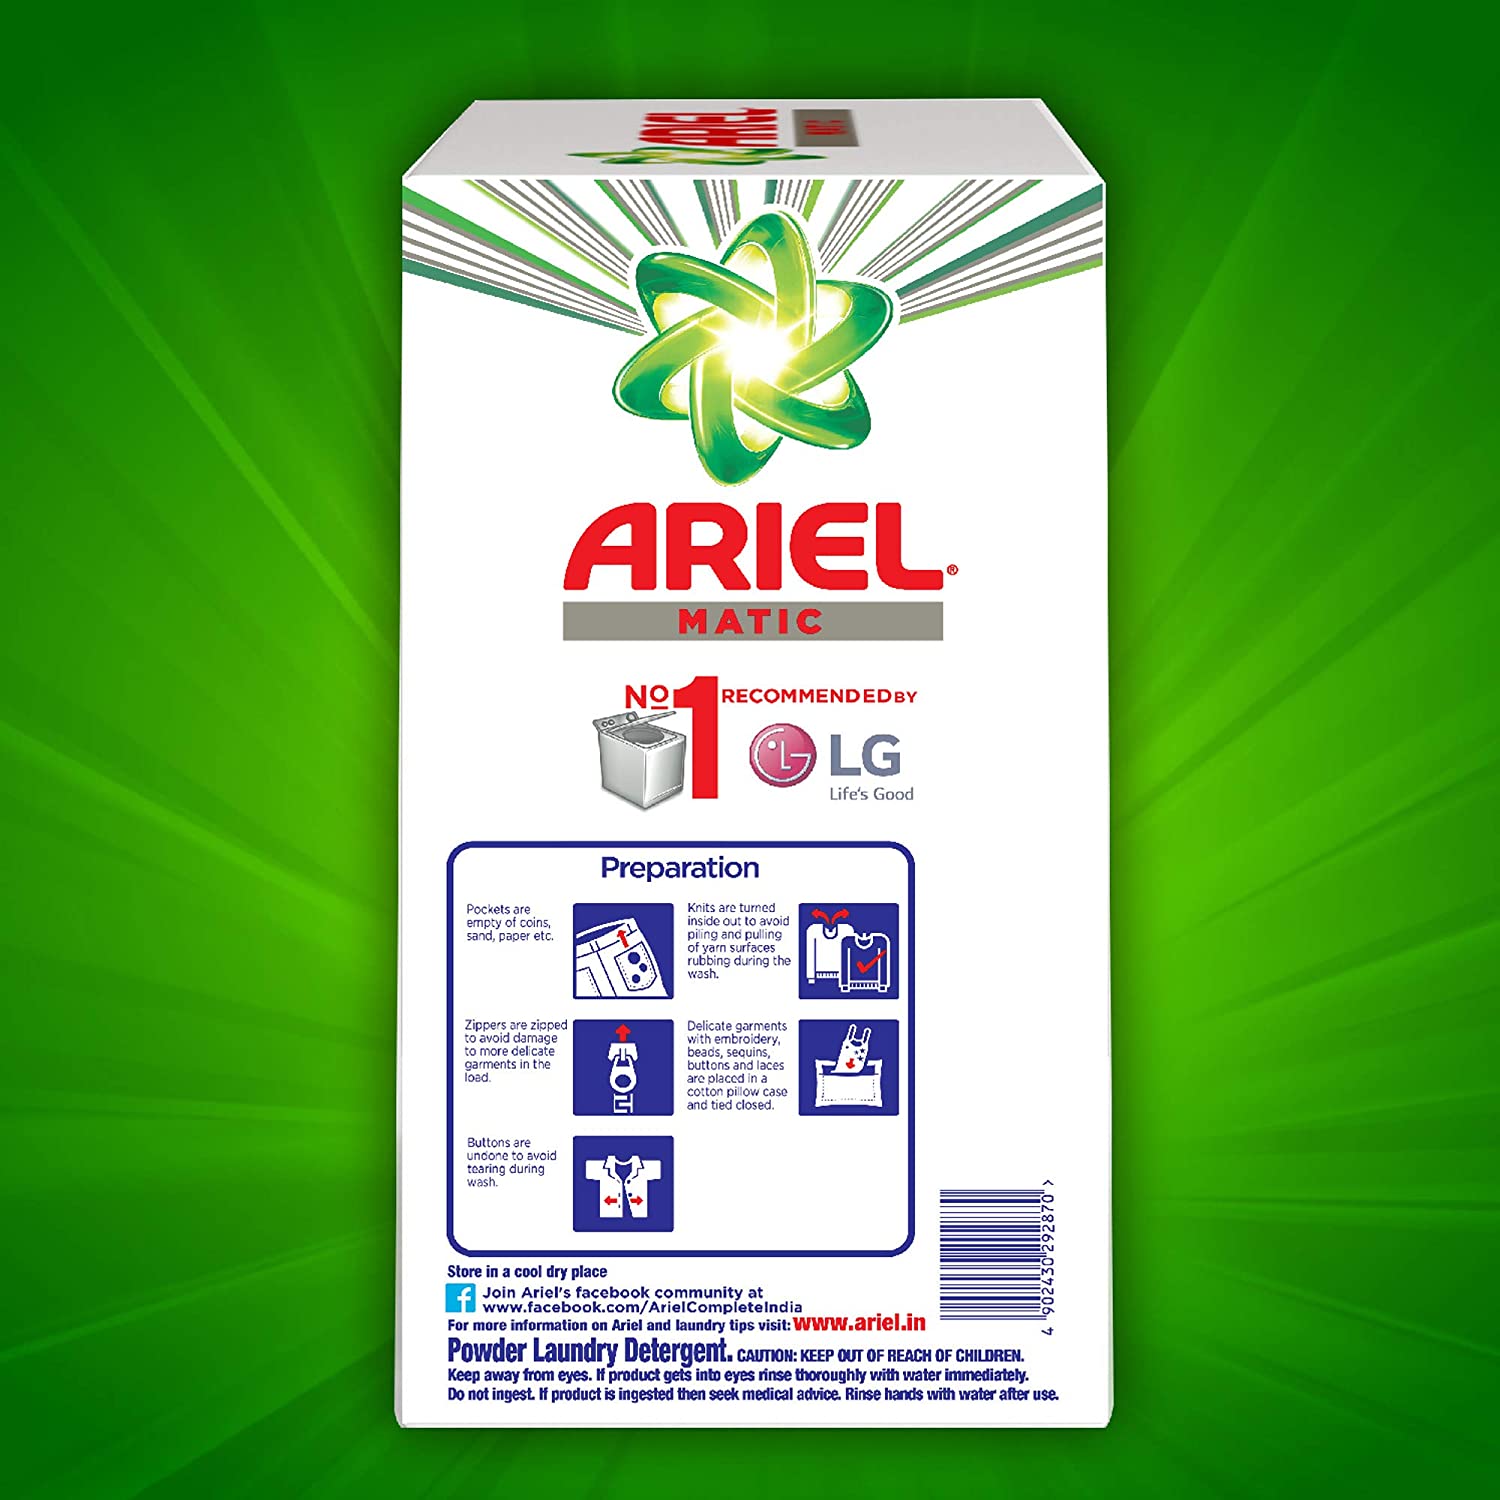 ARIEL
MATIC
ARIEL®
MATIC
No 1 RECOMMENDED BY
LG
Life's Good
Preparation
Pockets are
empty of coins,
sand, paper etc.
Knits are turned
inside out to avoid
piling and pulling
of yarn surfaces
rubbing during the
wash.
Zippers are zipped
to avoid damage
to more delicate
garments in the
load.
Delicate garments
with embroidery,
beads, sequins,
buttons and laces
are placed in a
cotton pillow case
and tied closed.
Buttons are
undone to avoid
tearing during
wash.
4 902430 292870 >
Store in a cool dry place
Join Ariel's facebook community at
www.facebook.com/ArielCompleteIndia
For more information on Ariel and laundry tips visit: www.ariel.in
Powder Laundry Detergent. CAUTION: KEEP OUT OF REACH OF CHILDREN.
Keep away from eyes. If product gets into eyes rinse thoroughly with water immediately.
Do not ingest. If product is ingested then seek medical advice. Rinse hands with water after use.